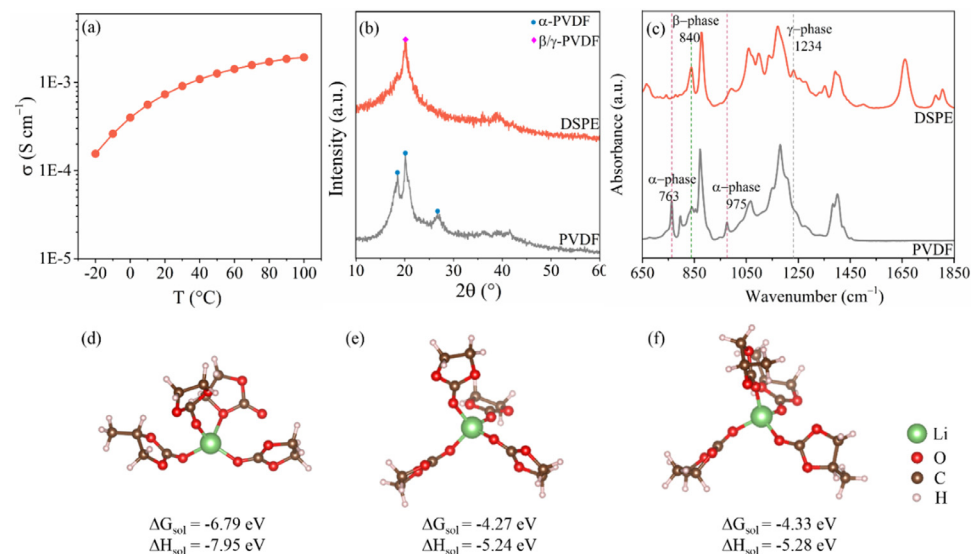 (a)
σ (S cm⁻¹)
1E-3
1E-4
1E-5
-20 0 20 40 60 80 100
T (°C)
(b)
α-PVDF
β/γ-PVDF
Intensity (a.u.)
DSPE
PVDF
10 20 30 40 50 60
2θ (°)
(c)
β−phase
840
γ−phase
1234
Absorbance (a.u.)
DSPE
α−phase
763
α−phase
975
PVDF
650 850 1050 1250 1450 1650 1850
Wavenumber (cm⁻¹)
(d)
ΔGsol = -6.79 eV
ΔHsol = -7.95 eV
(e)
ΔGsol = -4.27 eV
ΔHsol = -5.24 eV
(f)
ΔGsol = -4.33 eV
ΔHsol = -5.28 eV
Li
O
C
H